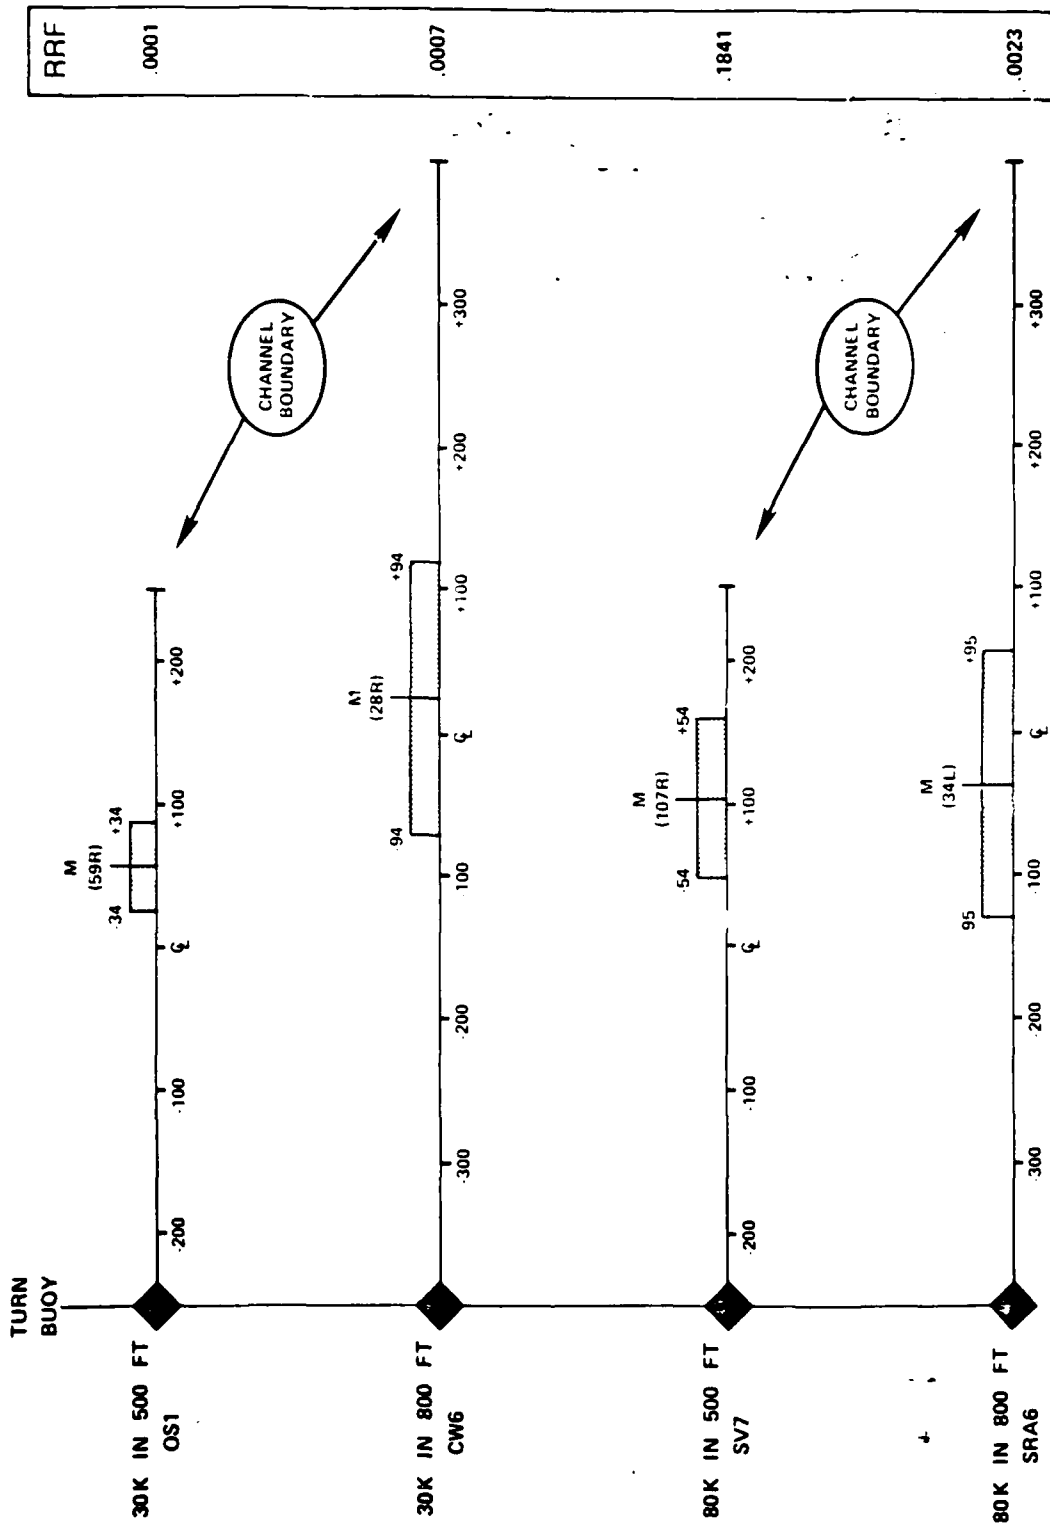 TURN
BUOY
RRF
30K IN 500 FT
OS1
-200
-100
℄
+100
+200
-34
M
(59R)
+34
.0001
CHANNEL
BOUNDARY
30K IN 800 FT
CW6
-300
-200
-100
℄
+100
+200
+300
-94
M
(28R)
+94
.0007
80K IN 500 FT
SV7
-200
-100
℄
+100
+200
-54
M
(107R)
+54
.1841
CHANNEL
BOUNDARY
80K IN 800 FT
SRA6
-300
-200
-100
℄
+100
+200
+300
95
M
(34L)
+95
.0023